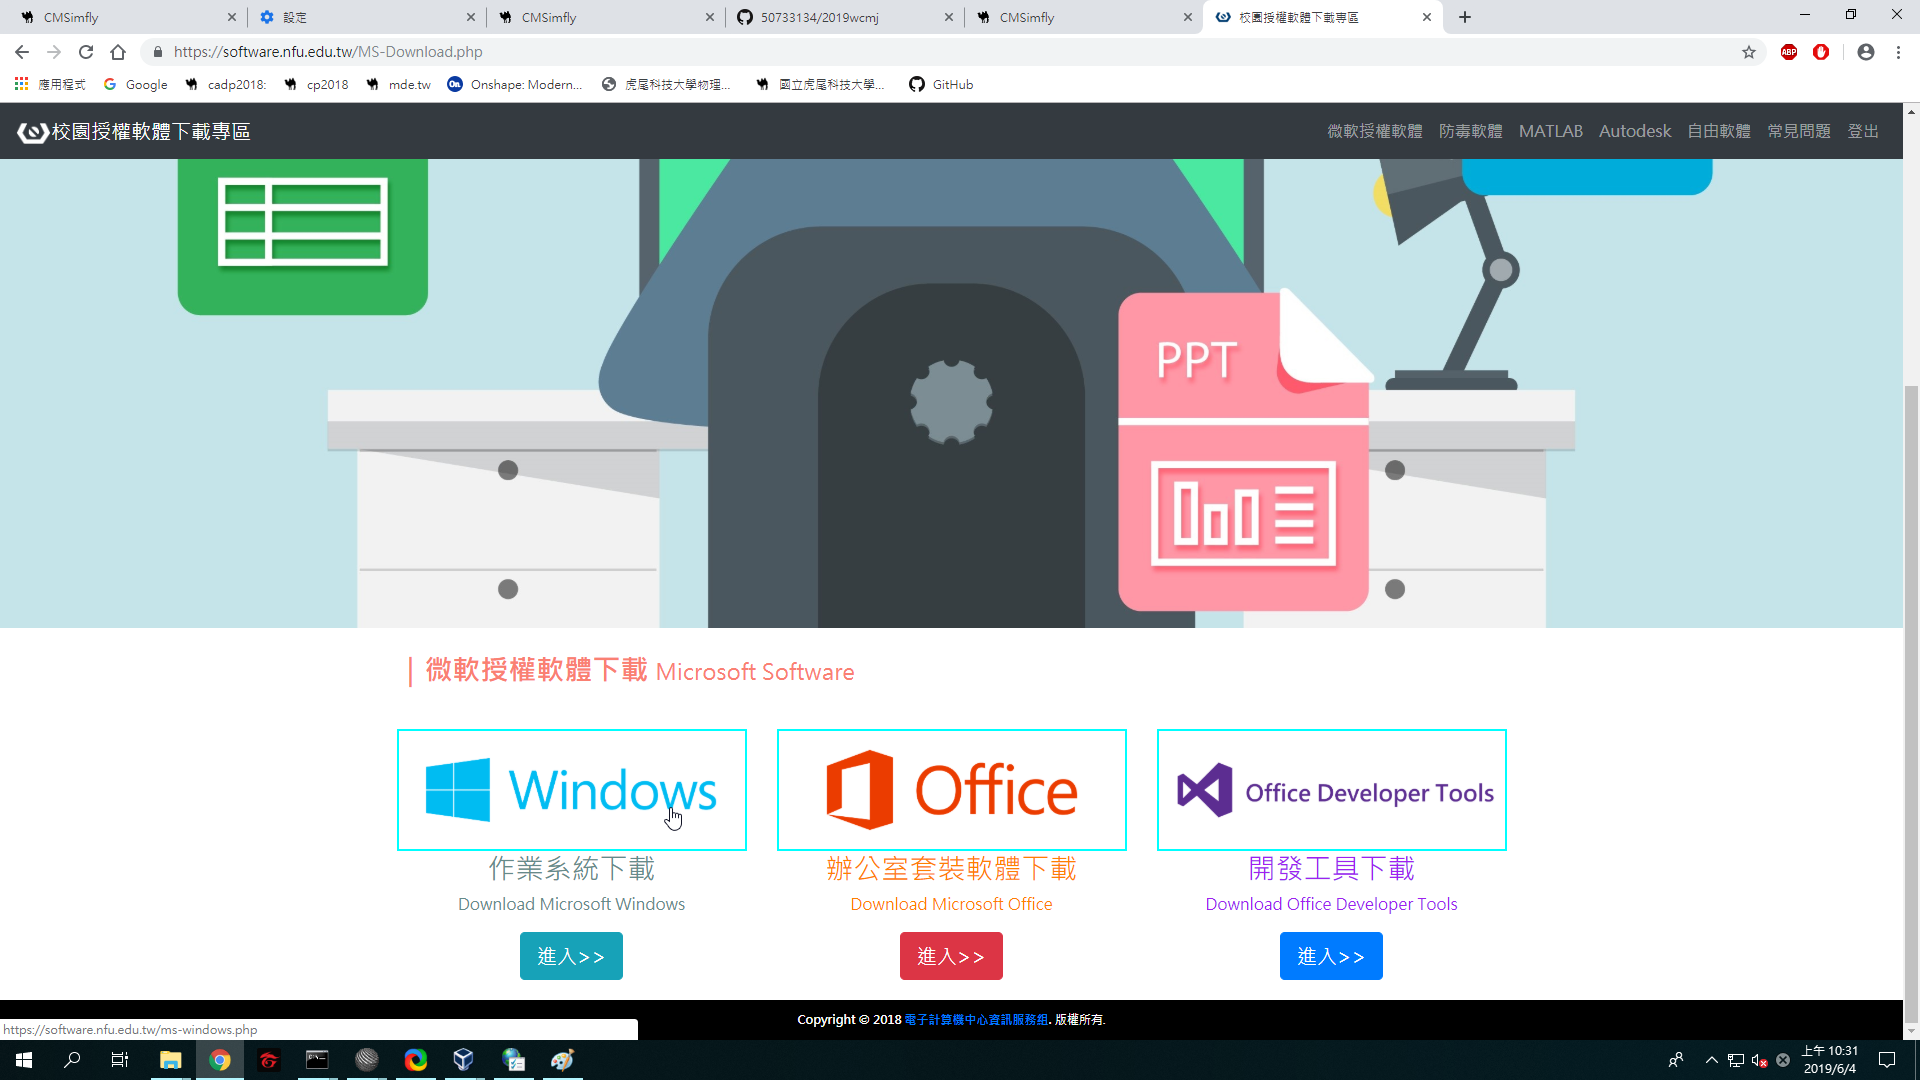 CMSimfly
設定
CMSimfly
50733134/2019wcmj
CMSimfly
校園授權軟體下載專區
https://software.nfu.edu.tw/MS-Download.php
ABP
應用程式
Google
cadp2018:
cp2018
mde.tw
On
Onshape: Modern...
虎尾科技大學物理...
國立虎尾科技大學...
GitHub
校園授權軟體下載專區
微軟授權軟體
防毒軟體
MATLAB
Autodesk
自由軟體
常見問題
登出
PPT
微軟授權軟體下載 Microsoft Software
Windows
Office
Office Developer Tools
作業系統下載
辦公室套裝軟體下載
開發工具下載
Download Microsoft Windows
Download Microsoft Office
Download Office Developer Tools
進入>>
進入>>
進入>>
Copyright © 2018 電子計算機中心資訊服務組. 版權所有.
https://software.nfu.edu.tw/ms-windows.php
上午 10:31
2019/6/4